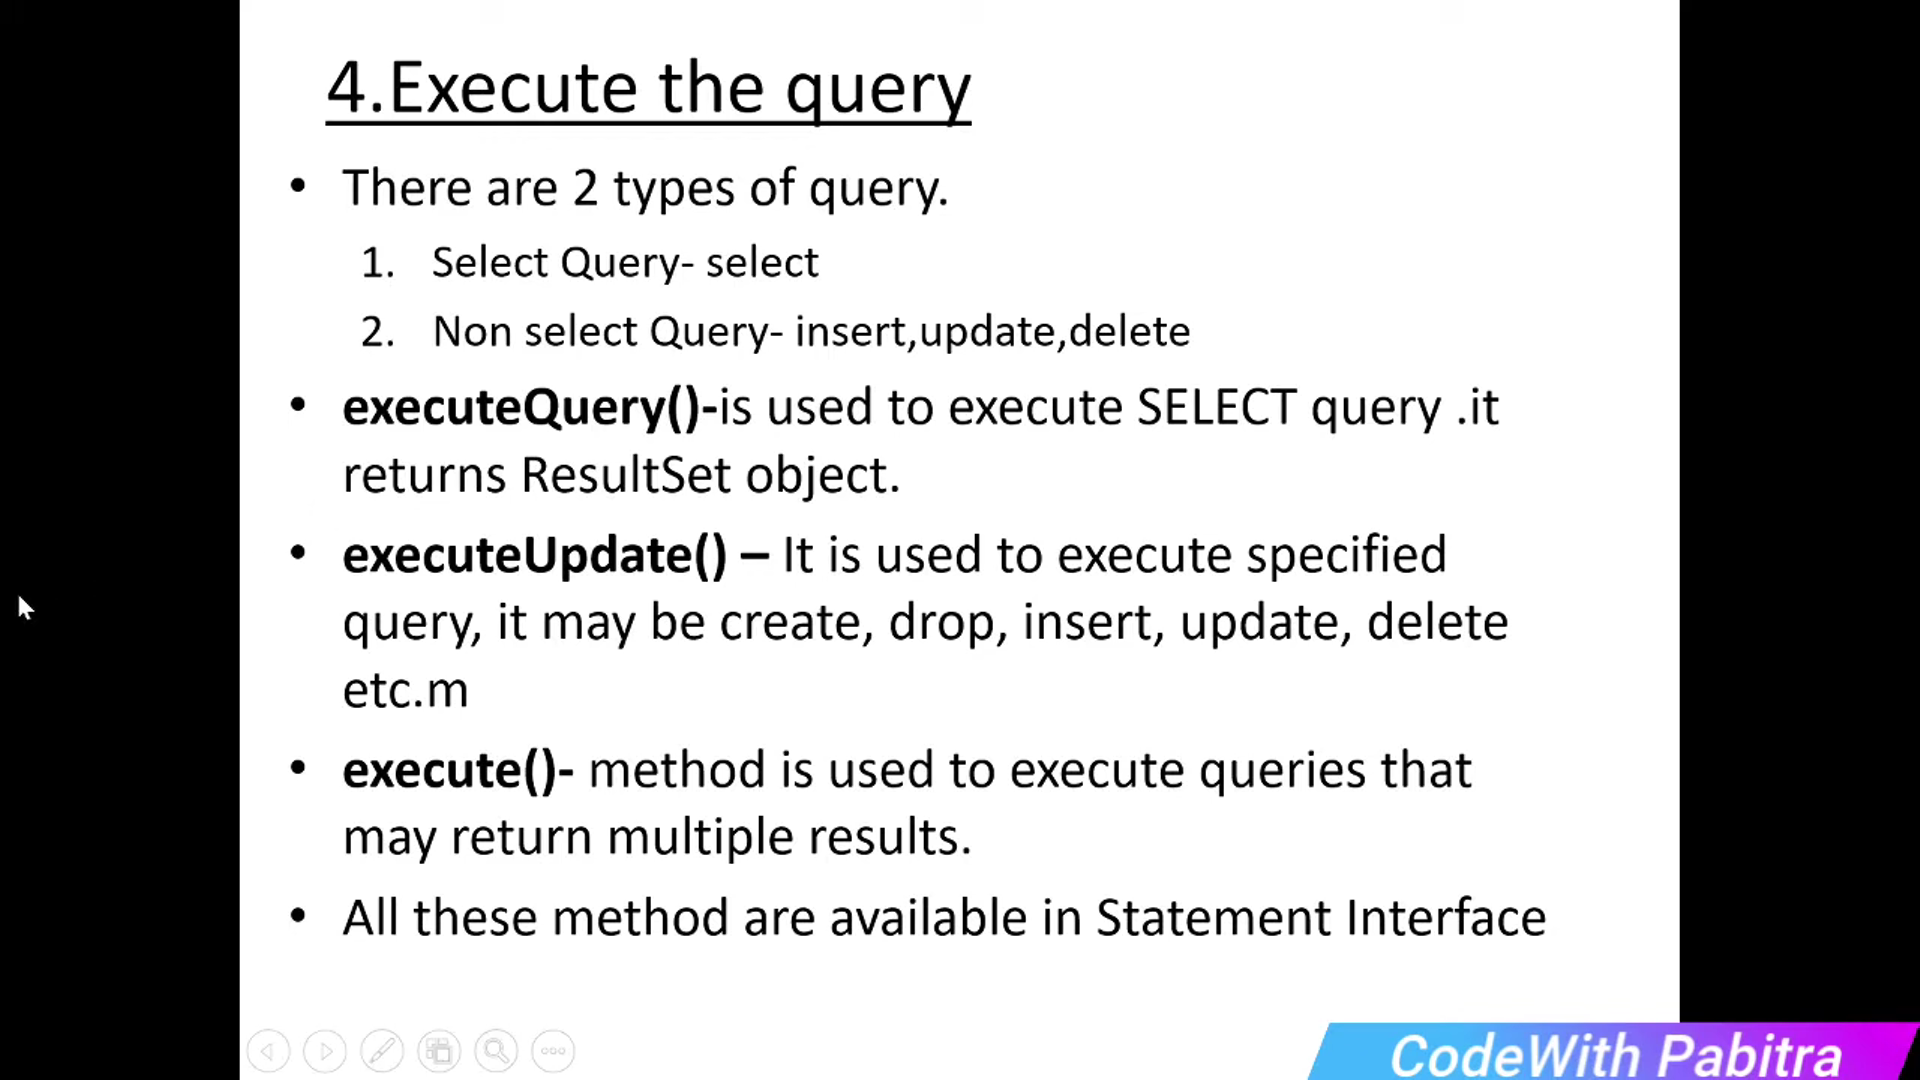 4.Execute the query
• There are 2 types of query.
1. Select Query- select
2. Non select Query- insert,update,delete
• executeQuery()-is used to execute SELECT query .it
returns ResultSet object.
• executeUpdate() – It is used to execute specified
query, it may be create, drop, insert, update, delete
etc.m
• execute()- method is used to execute queries that
may return multiple results.
• All these method are available in Statement Interface
CodeWith Pabitra